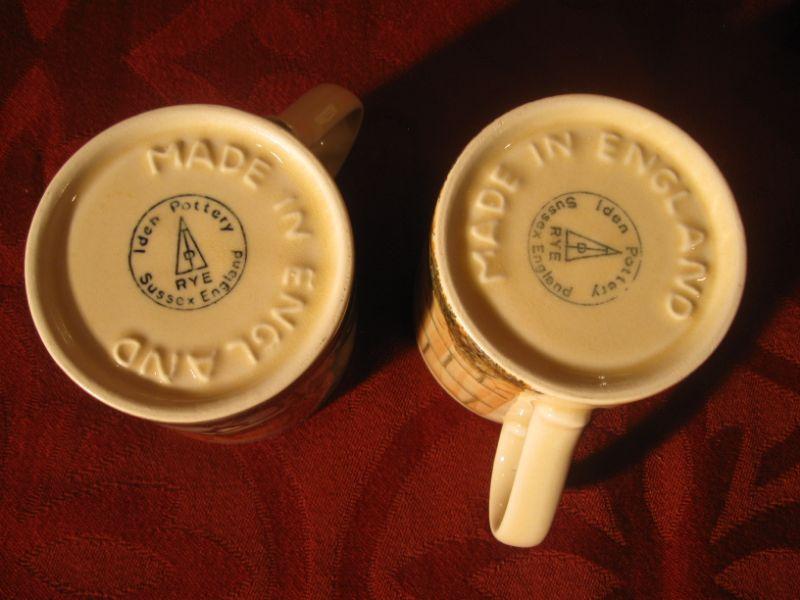 MADE IN ENGLAND
Iden Pottery
RYE
Sussex England
MADE IN ENGLAND
Iden Pottery
RYE
Sussex England